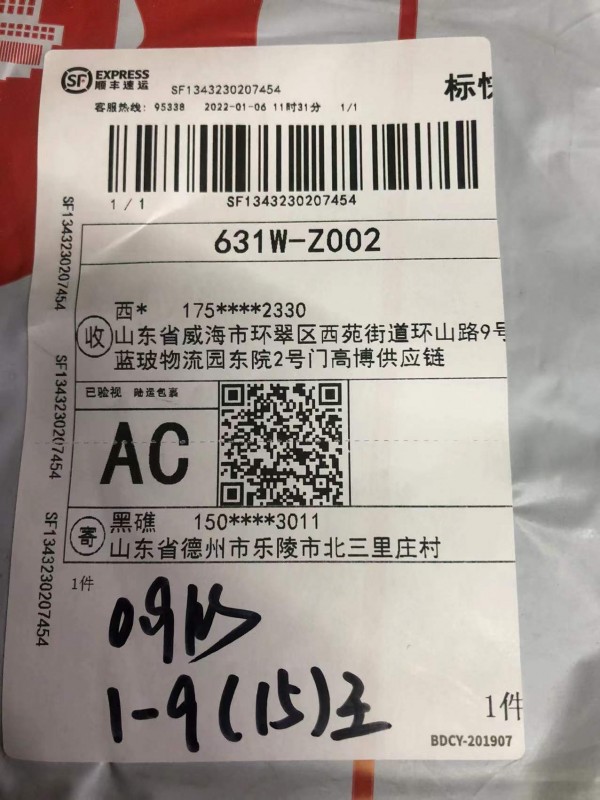 SF EXPRESS
顺丰速运
SF1343230207454
标快
客服热线: 95338 2022-01-06 11时31分 1/1
1 / 1 SF1343230207454
631W-Z002
西* 175****2330
收 山东省威海市环翠区西苑街道环山路9号
蓝玻物流园东院2号门高博供应链
已验视 陆运包裹
AC
黑礁 150****3011
寄 山东省德州市乐陵市北三里庄村
1件
1-9(15)王
1件
BDCY-201907
SF1343230207454
SF1343230207454
SF1343230207454